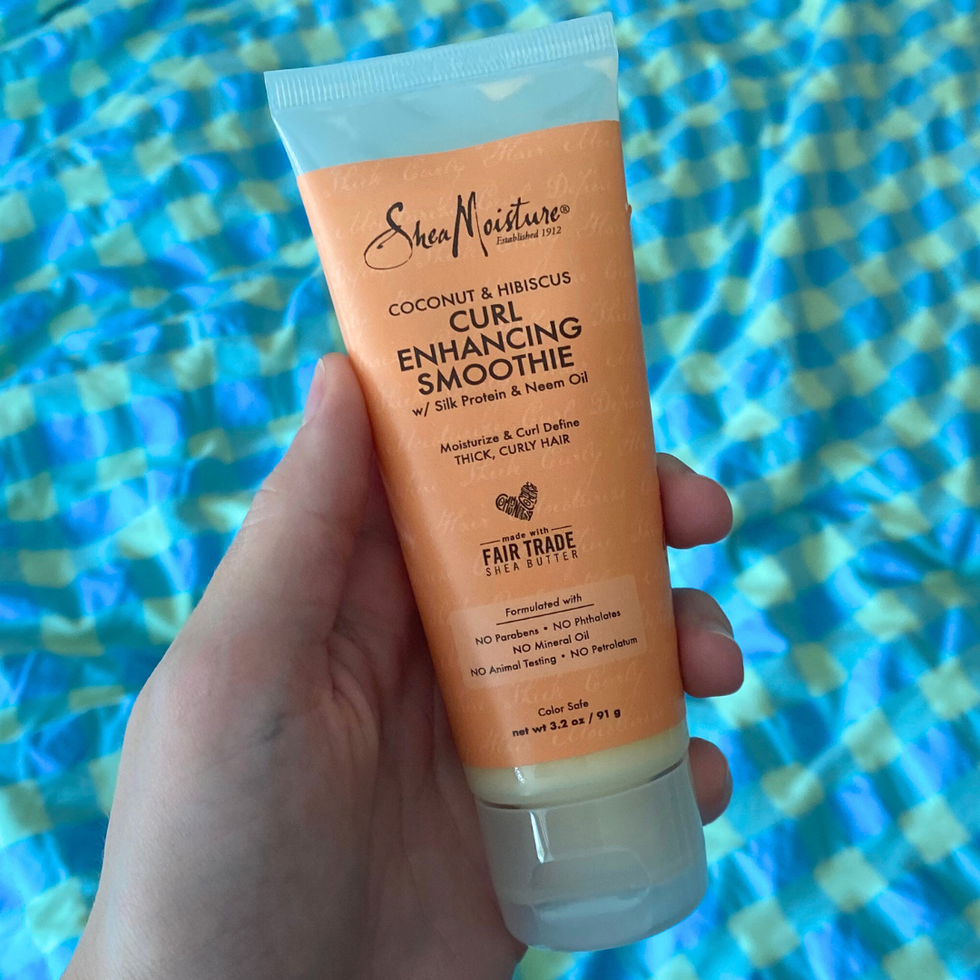 Shea Moisture®
Established 1912
COCONUT & HIBISCUS
CURL
ENHANCING
SMOOTHIE
w/ Silk Protein & Neem Oil
Moisturize & Curl Define
THICK, CURLY HAIR
made with
FAIR TRADE
SHEA BUTTER
Formulated with
NO Parabens • NO Phthalates
NO Mineral Oil
NO Animal Testing • NO Petrolatum
Color Safe
net wt 3.2 oz / 91 g